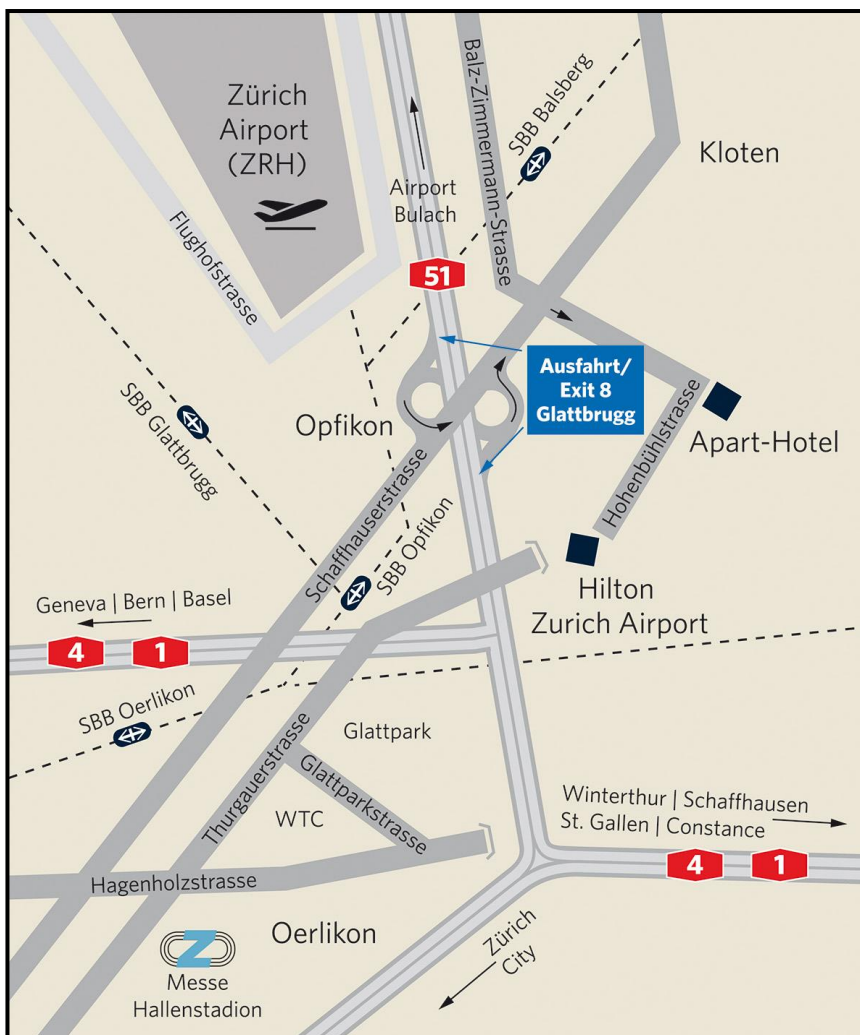 Zürich
Airport
(ZRH)
Flughofstrasse
Airport
Bulach
51
Balz-Zimmermann-Strasse
SBB Balsberg
Kloten
Ausfahrt/
Exit 8
Glattbrugg
SBB Glattbrugg
Opfikon
Schaffhauserstrasse
SBB Opfikon
Hohenbühlstrasse
Apart-Hotel
Hilton
Zurich Airport
Geneva | Bern | Basel
4
1
SBB Oerlikon
Thurgauerstrasse
Glattpark
Glattparkstrasse
WTC
Winterthur | Schaffhausen
St. Gallen | Constance
4
1
Hagenholzstrasse
Oerlikon
Z
Messe
Hallenstadion
Zürich
City